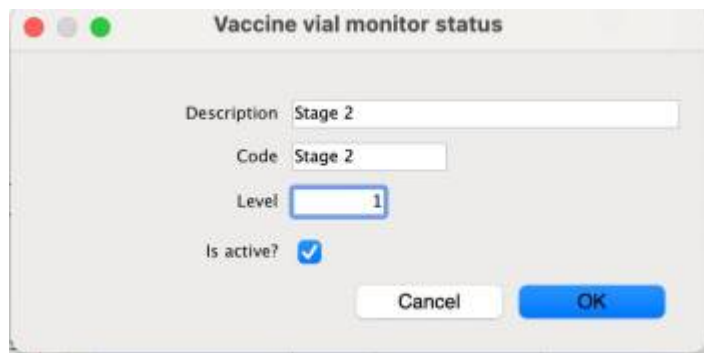 Vaccine vial monitor status
Description Stage 2
Code Stage 2
Level 1
Is active?
Cancel OK